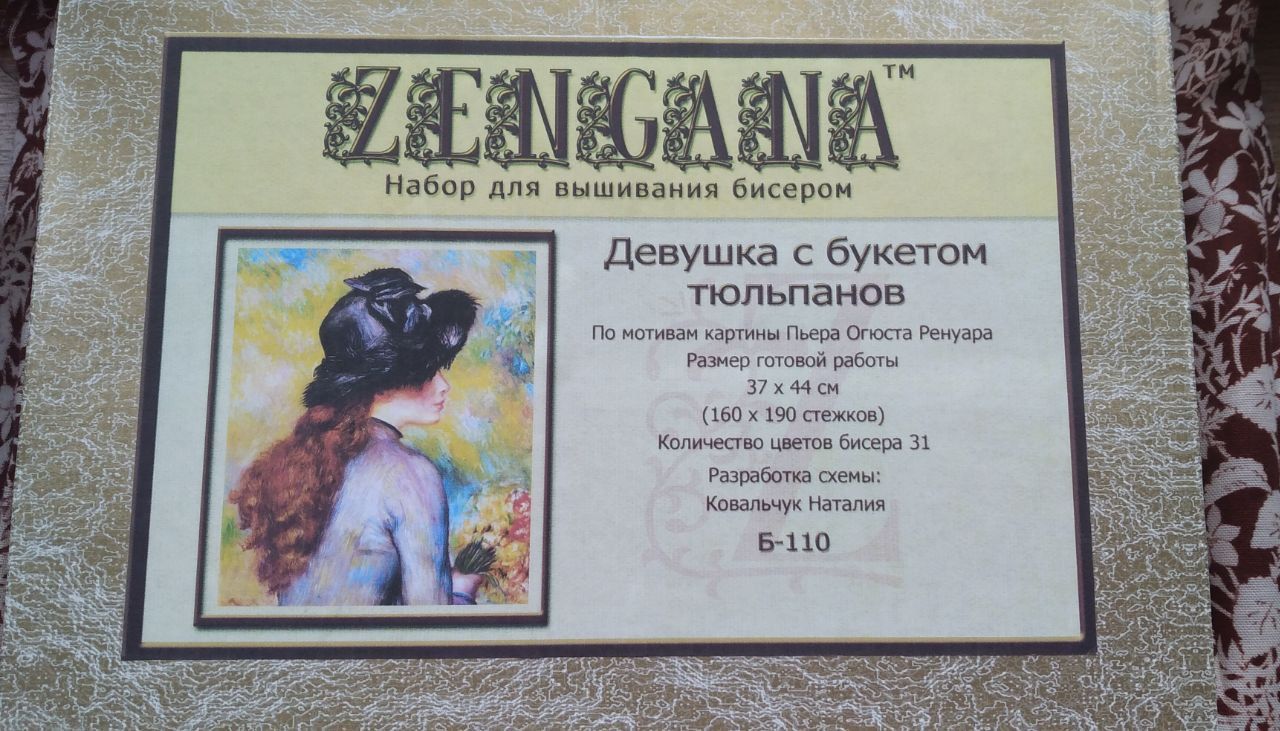 ZENGANA™
Набор для вышивания бисером
Девушка с букетом
тюльпанов
По мотивам картины Пьера Огюста Ренуара
Размер готовой работы
37 х 44 см
(160 х 190 стежков)
Количество цветов бисера 31
Разработка схемы:
Ковальчук Наталия
Б-110